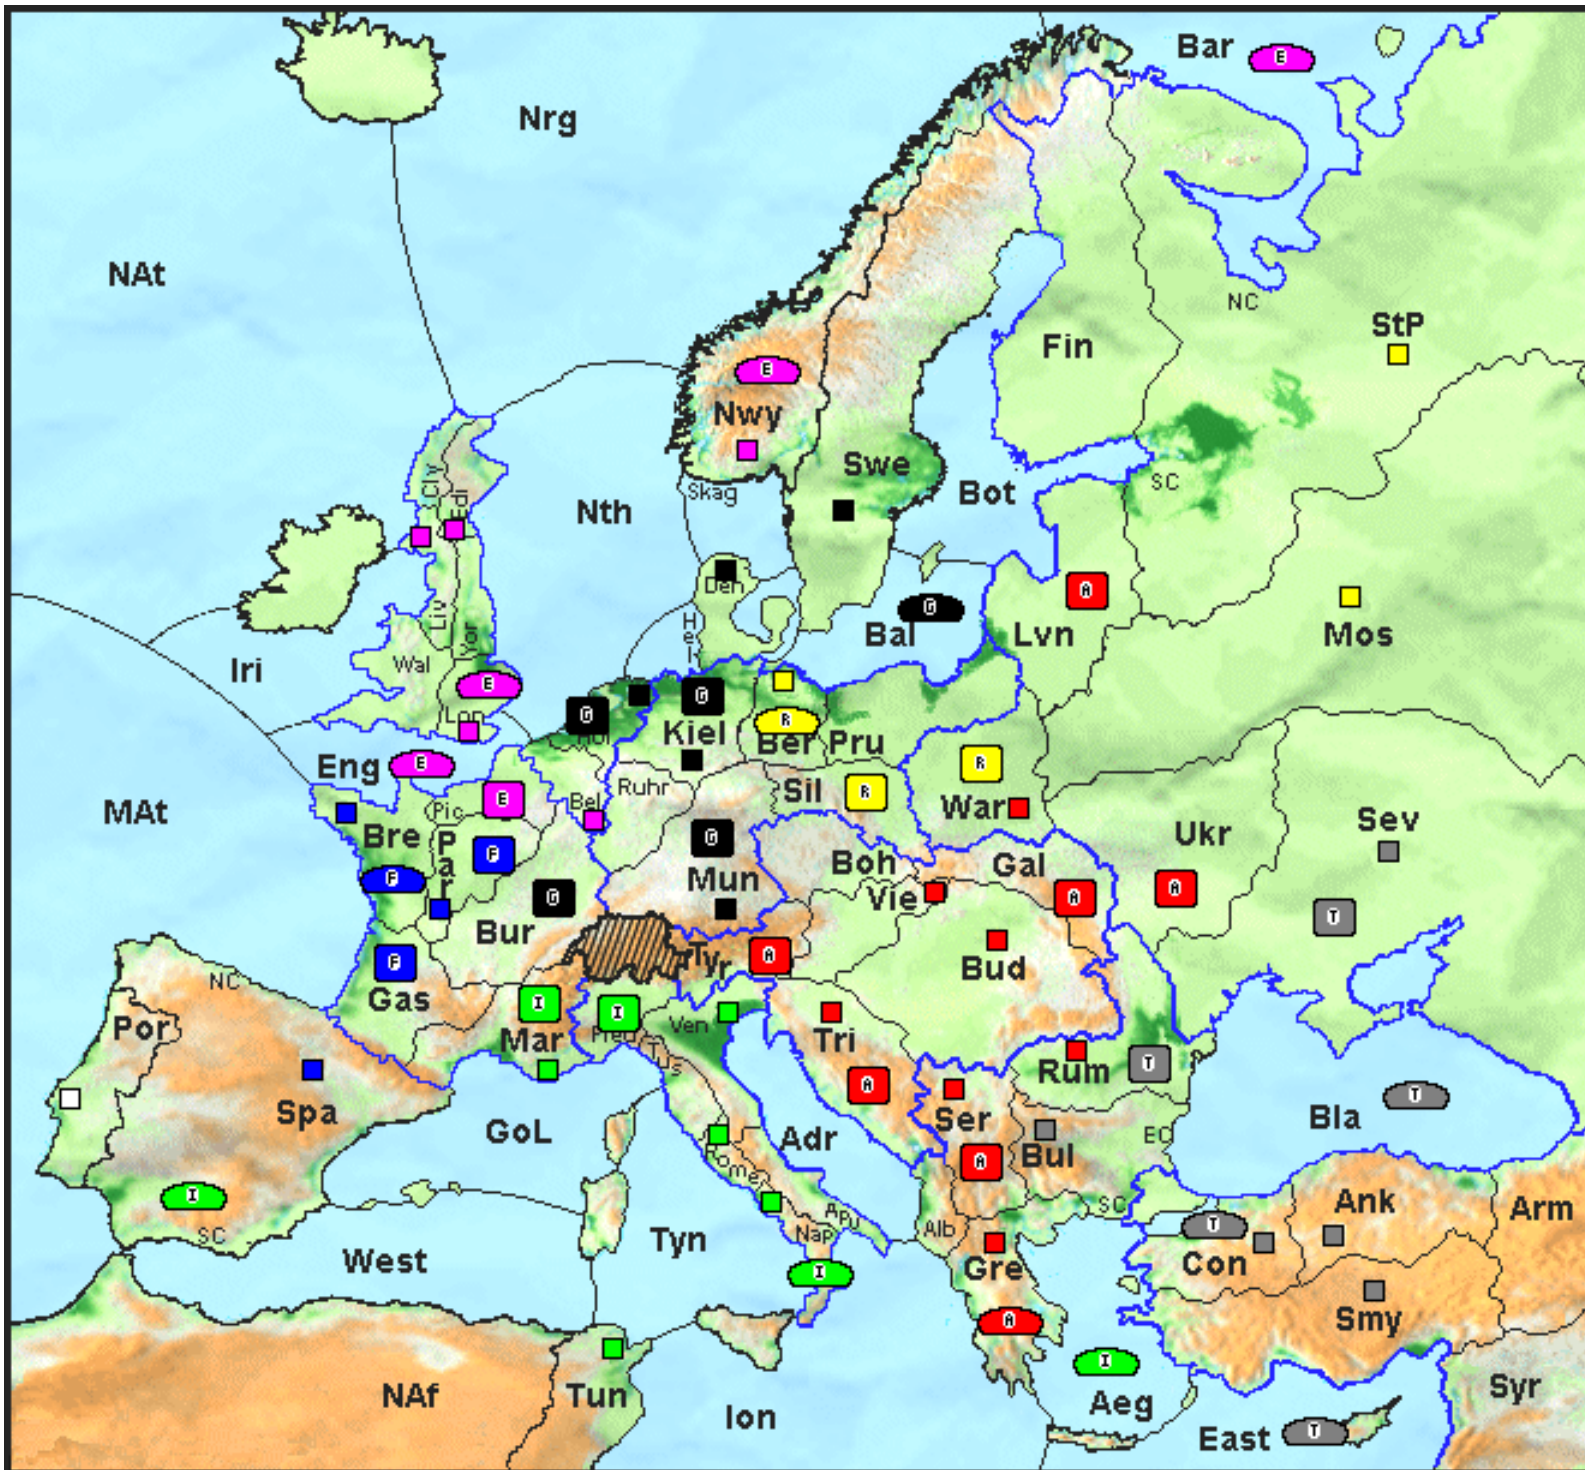 Bar
E
Nrg
NAt
NC
StP
Fin
E
Nwy
Swe
Skag
Bot
SC
Nth
Cly
Edi
Den
A
G
Bal
Lvn
Mos
Hel
Liv
Yor
Wal
Iri
E
Lon
G
Hol
G
Kiel
R
Ber
Pru
R
War
Eng
E
E
Pic
Bel
Ruhr
Sil
R
MAt
Bre
Par
F
G
Mun
Boh
Gal
Ukr
Sev
F
G
Bur
Vie
A
A
T
F
Gas
Tyr
A
Bud
NC
Por
I
Mar
I
Pied
Ven
Tus
Tri
Rum
T
Spa
GoL
A
Ser
Bla
T
Adr
Bul
EC
Rome
A
I
SC
Apu
Nap
Alb
SC
Ank
Arm
T
Con
West
Tyn
Gre
I
A
Smy
I
NAf
Tun
Ion
Aeg
Syr
East
T